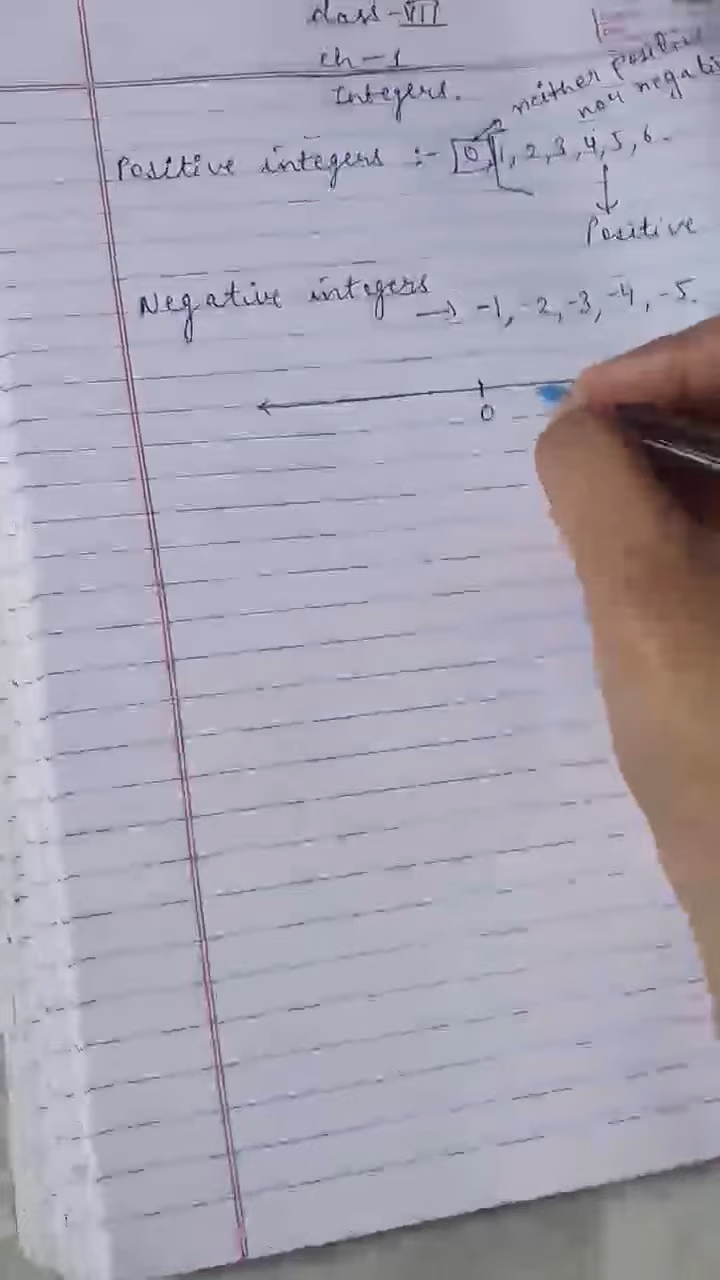 Class - VII
Ch - 1
Integers.
neither positive
nor negati
Positive integers :- 0, 1, 2, 3, 4, 5, 6.
Positive
Negative integers → -1, -2, -3, -4, -5.
0